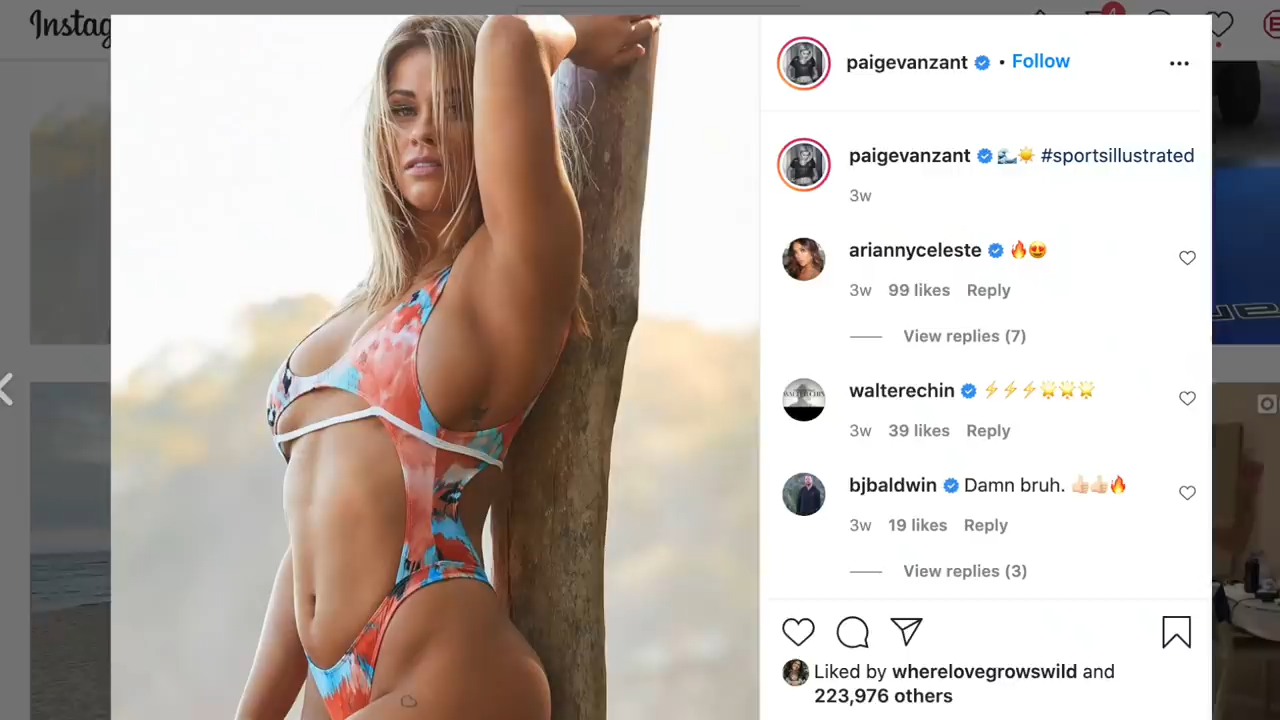 Instag
paigevanzant • Follow
paigevanzant 🌊☀️ #sportsillustrated
3w
ariannyceleste 🔥😍
3w 99 likes Reply
View replies (7)
walterechin ⚡⚡⚡🌟🌟🌟
3w 39 likes Reply
bjbaldwin Damn bruh. 👍🏻👍🏻🔥
3w 19 likes Reply
View replies (3)
Liked by wherelovegrowswild and
223,976 others